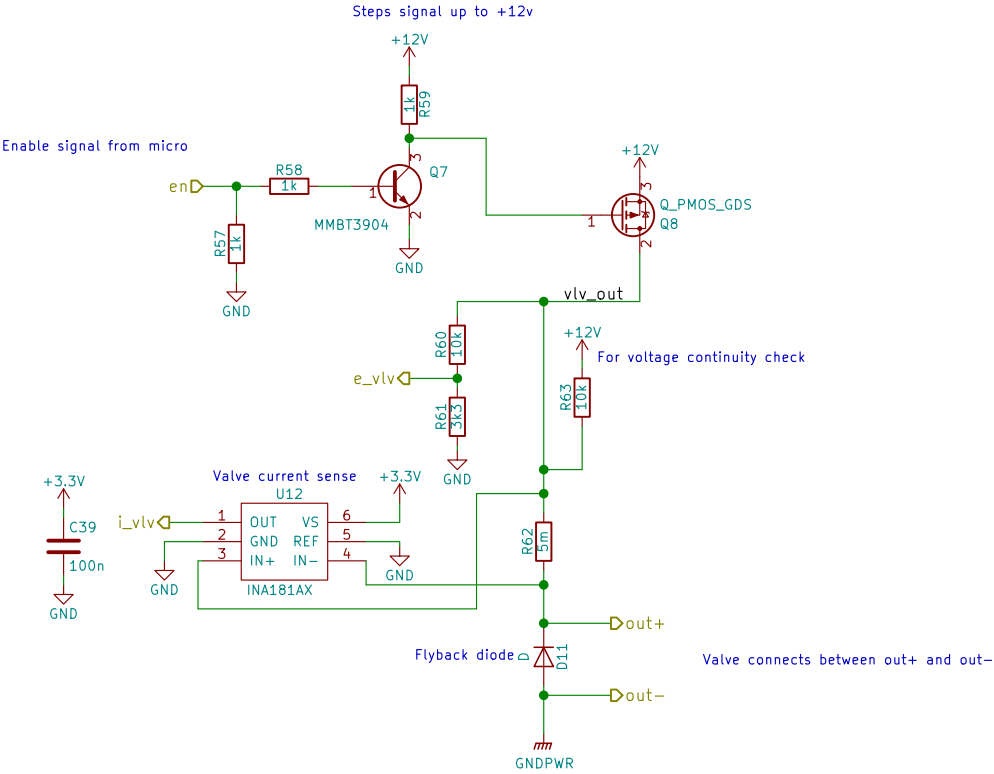 Steps signal up to +12v
+12V
1k
R59
Enable signal from micro
en
R58
1k
1
3
Q7
2
MMBT3904
GND
R57
1k
GND
+12V
3
Q_PMOS_GDS
Q8
1
2
vlv_out
R60
10k
+12V
For voltage continuity check
e_vlv
R61
3k3
R63
10k
GND
Valve current sense
+3.3V
+3.3V
U12
C39
100n
GND
i_vlv
1
OUT
VS
6
2
GND
REF
5
3
IN+
IN-
4
GND
GND
INA181AX
R62
5m
out+
Flyback diode
D
D11
Valve connects between out+ and out-
out-
GNDPWR